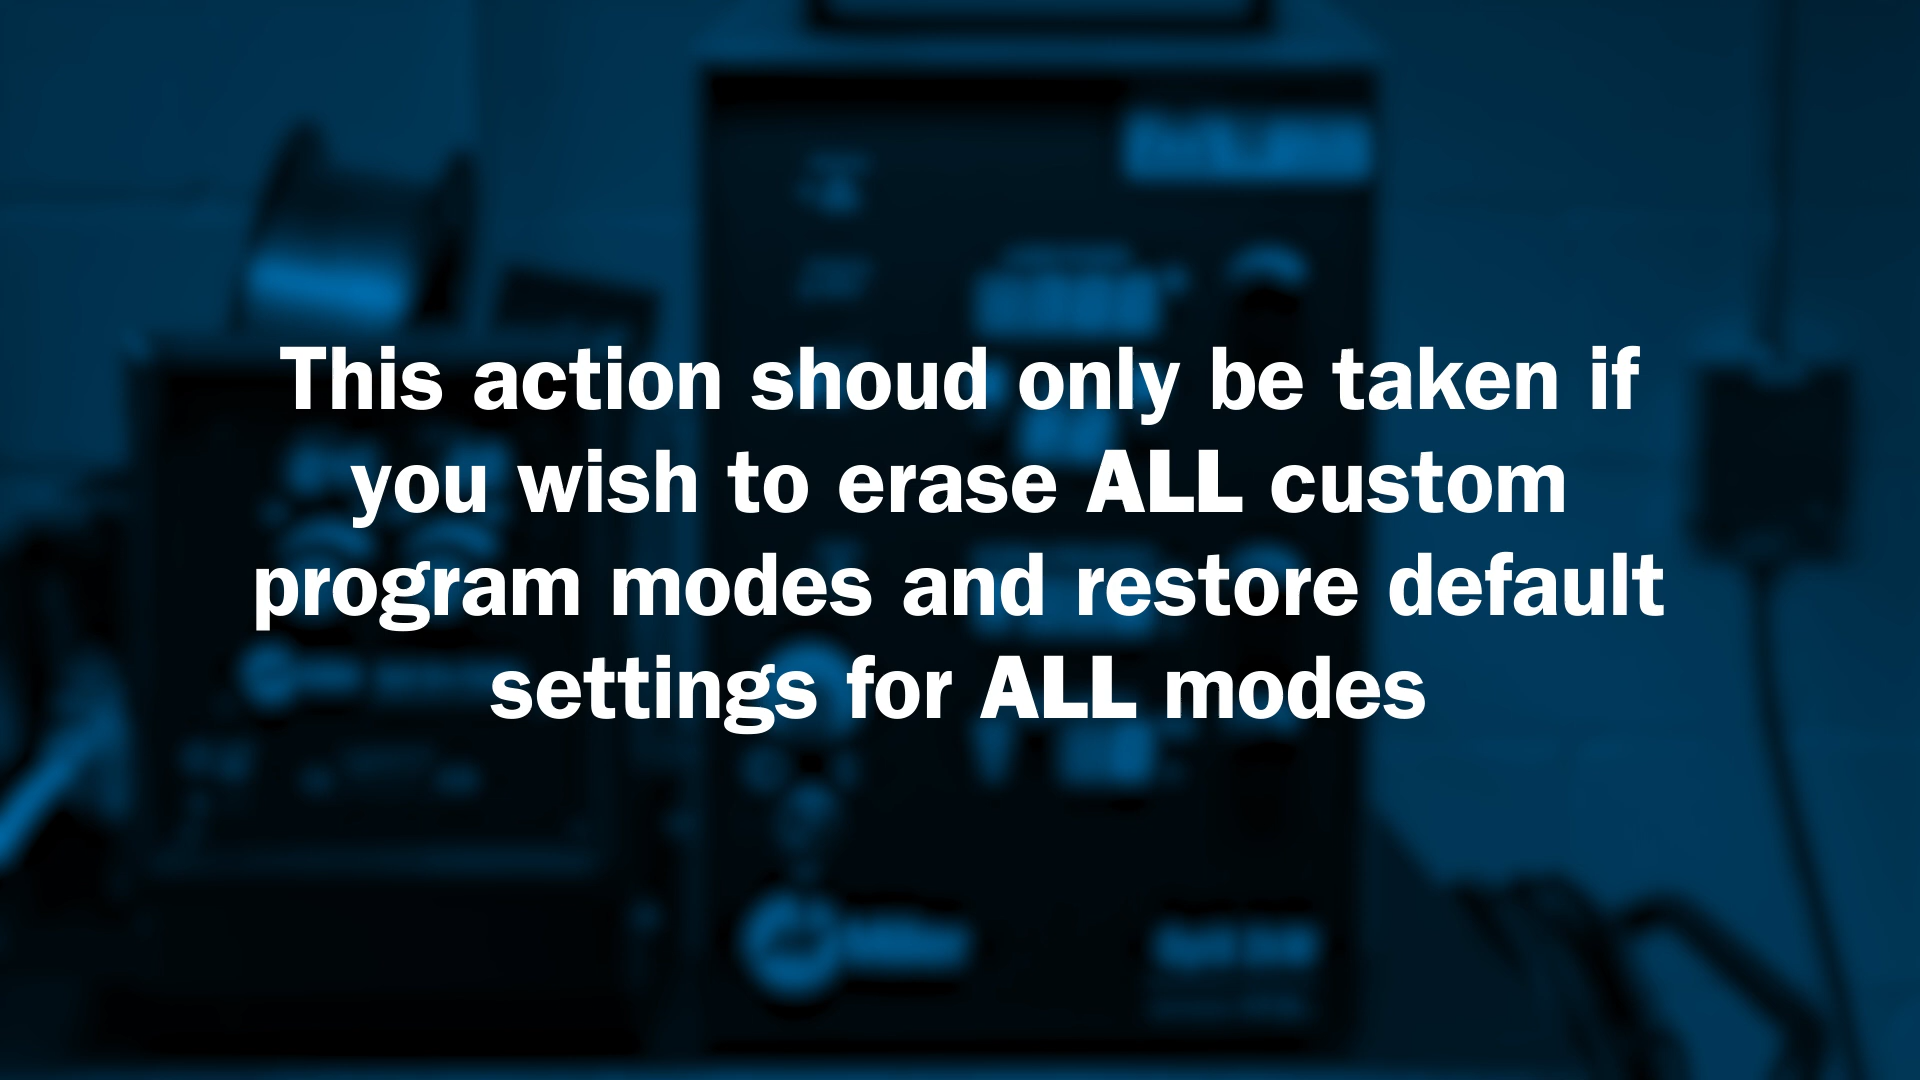 This action shoud only be taken if
you wish to erase ALL custom
program modes and restore default
settings for ALL modes